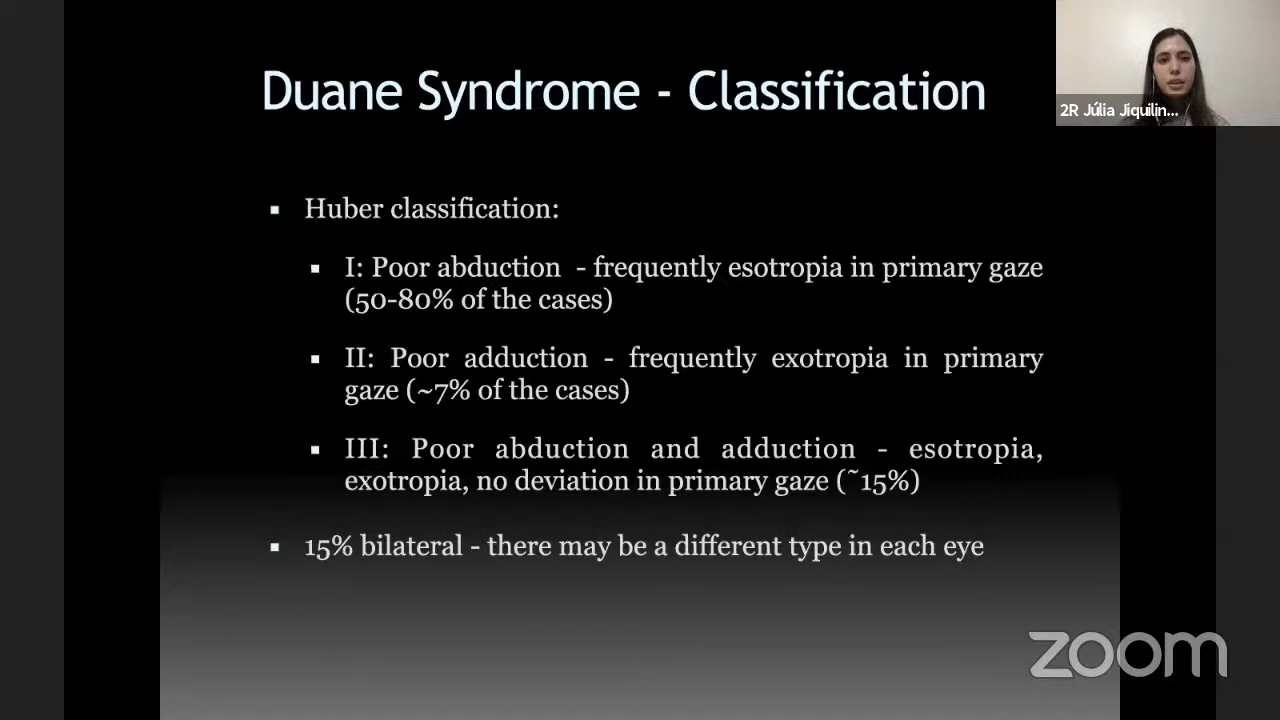 Duane Syndrome - Classification
2R Júlia Jiquilin...
▪ Huber classification:
▪ I: Poor abduction - frequently esotropia in primary gaze
(50-80% of the cases)
▪ II: Poor adduction - frequently exotropia in primary
gaze (~7% of the cases)
▪ III: Poor abduction and adduction - esotropia,
exotropia, no deviation in primary gaze (˜15%)
▪ 15% bilateral - there may be a different type in each eye
zoom